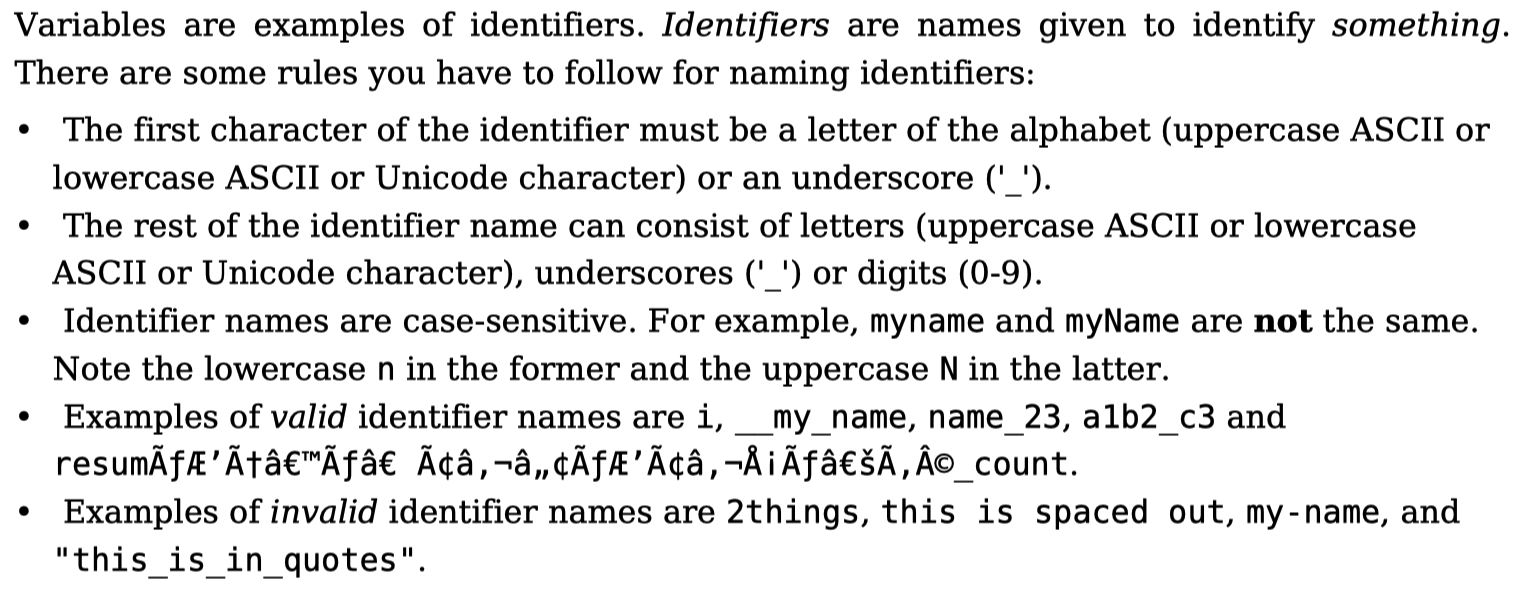 Variables are examples of identifiers. Identifiers are names given to identify something.
There are some rules you have to follow for naming identifiers:
• The first character of the identifier must be a letter of the alphabet (uppercase ASCII or
lowercase ASCII or Unicode character) or an underscore ('_').
• The rest of the identifier name can consist of letters (uppercase ASCII or lowercase
ASCII or Unicode character), underscores ('_') or digits (0-9).
• Identifier names are case-sensitive. For example, myname and myName are not the same.
Note the lowercase n in the former and the uppercase N in the latter.
• Examples of valid identifier names are i, __my_name, name_23, a1b2_c3 and
resumÃƒÆ’Ã†â€™Ãƒâ€ Ã¢â‚¬â„¢ÃƒÆ’Ã¢â‚¬Å¡Ãƒâ€šÃ‚Â©_count.
• Examples of invalid identifier names are 2things, this is spaced out, my-name, and
"this_is_in_quotes".